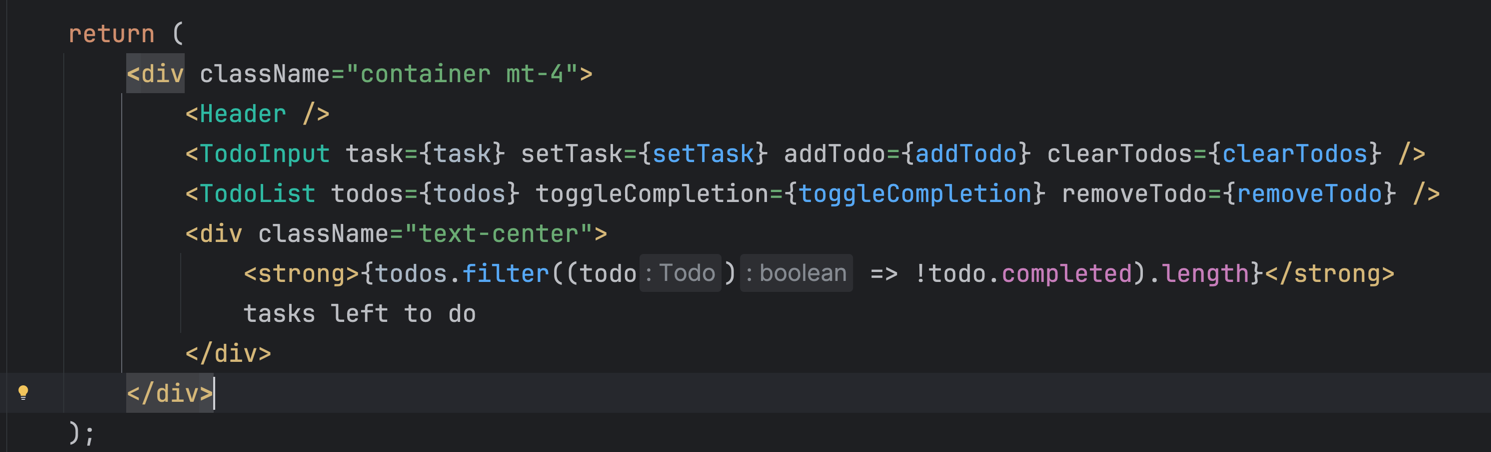 return (
<div className="container mt-4">
<Header />
<TodoInput task={task} setTask={setTask} addTodo={addTodo} clearTodos={clearTodos} />
<TodoList todos={todos} toggleCompletion={toggleCompletion} removeTodo={removeTodo} />
<div className="text-center">
<strong>{todos.filter((todo : Todo ) : boolean => !todo.completed).length}</strong>
tasks left to do
</div>
</div>
);